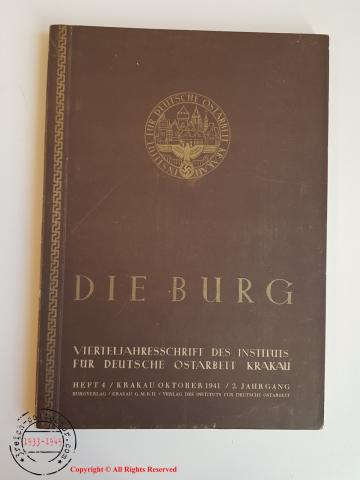 INSTITUT FÜR DEUTSCHE OSTARBEIT KRAKAU
DIE BURG
VIERTELJAHRESSCHRIFT DES INSTITUTS
FÜR DEUTSCHE OSTARBEIT KRAKAU
HEFT 4 / KRAKAU OKTOBER 1941 / 2. JAHRGANG
BURGVERLAG / KRAKAU G. M. B. H. / VERLAG DES INSTITUTS FÜR DEUTSCHE OSTARBEIT
1933-1945
Copyright © All Rights Reserved